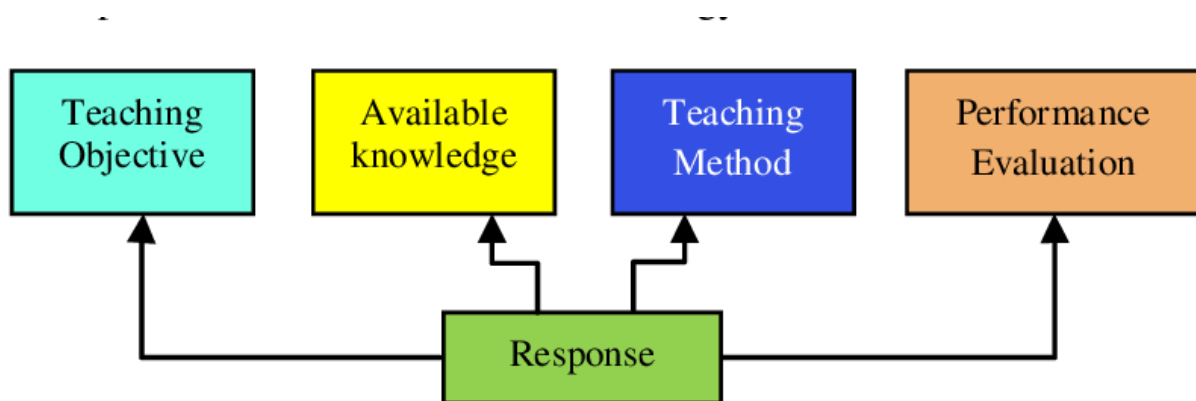 Teaching
Objective
Available
knowledge
Teaching
Method
Performance
Evaluation
Response